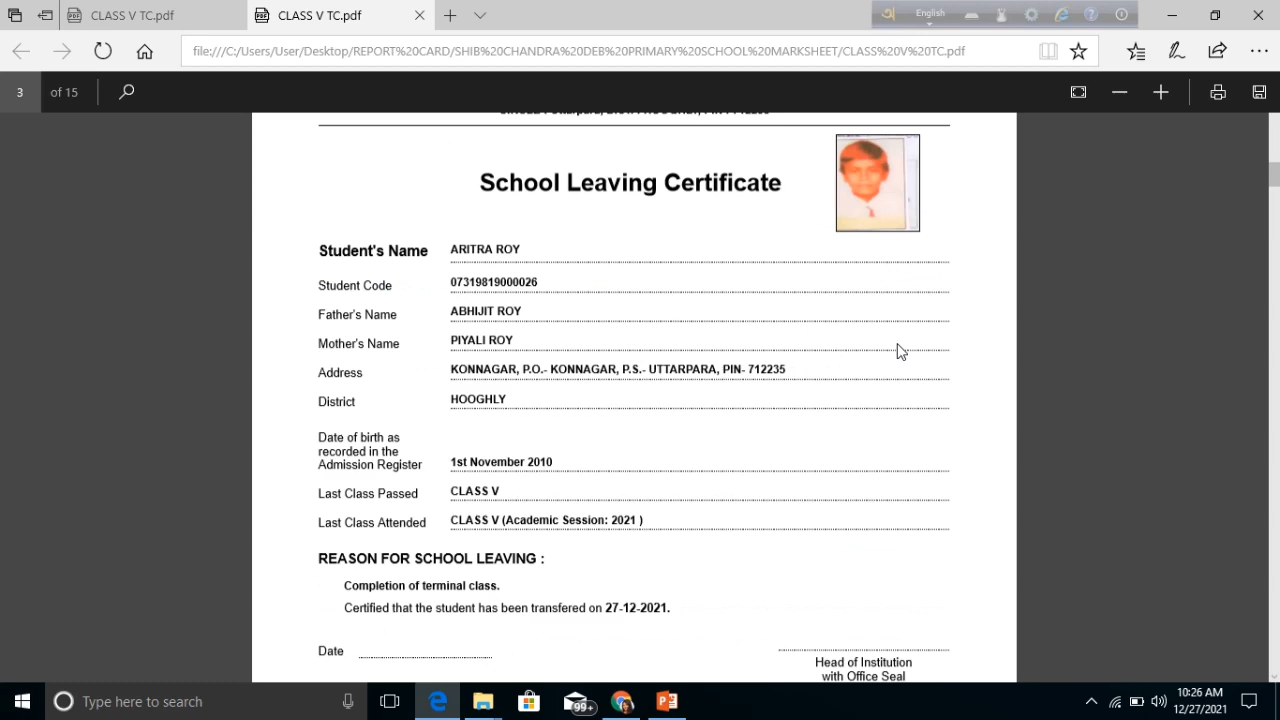 CLASS V TC.pdf
CLASS V TC.pdf
file:///C:/Users/User/Desktop/REPORT%20CARD/SHIB%20CHANDRA%20DEB%20PRIMARY%20SCHOOL%20MARKSHEET/CLASS%20V%20TC.pdf
3 of 15
School Leaving Certificate
Student's Name ARITRA ROY
Student Code 07319819000026
Father's Name ABHIJIT ROY
Mother's Name PIYALI ROY
Address KONNAGAR, P.O.- KONNAGAR, P.S.- UTTARPARA, PIN- 712235
District HOOGHLY
Date of birth as
recorded in the
Admission Register 1st November 2010
Last Class Passed CLASS V
Last Class Attended CLASS V (Academic Session: 2021 )
REASON FOR SCHOOL LEAVING :
Completion of terminal class.
Certified that the student has been transfered on 27-12-2021.
Date
Head of Institution
with Office Seal
Type here to search
99+
10:26 AM
12/27/2021